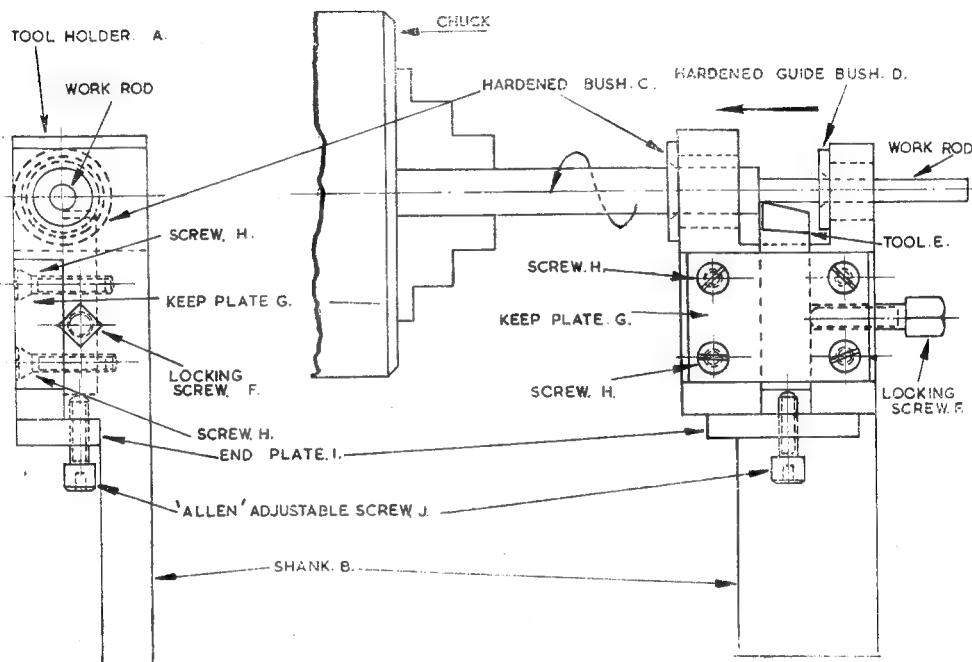 TOOL HOLDER. A.
WORK ROD
CHUCK
HARDENED BUSH. C.
HARDENED GUIDE BUSH. D.
WORK ROD
TOOL. E.
SCREW, H.
KEEP PLATE G.
LOCKING
SCREW, F.
SCREW. H.
END PLATE. I.
SCREW. H.
KEEP PLATE. G.
SCREW. H.
LOCKING
SCREW. F.
'ALLEN' ADJUSTABLE SCREW, J.
SHANK. B.